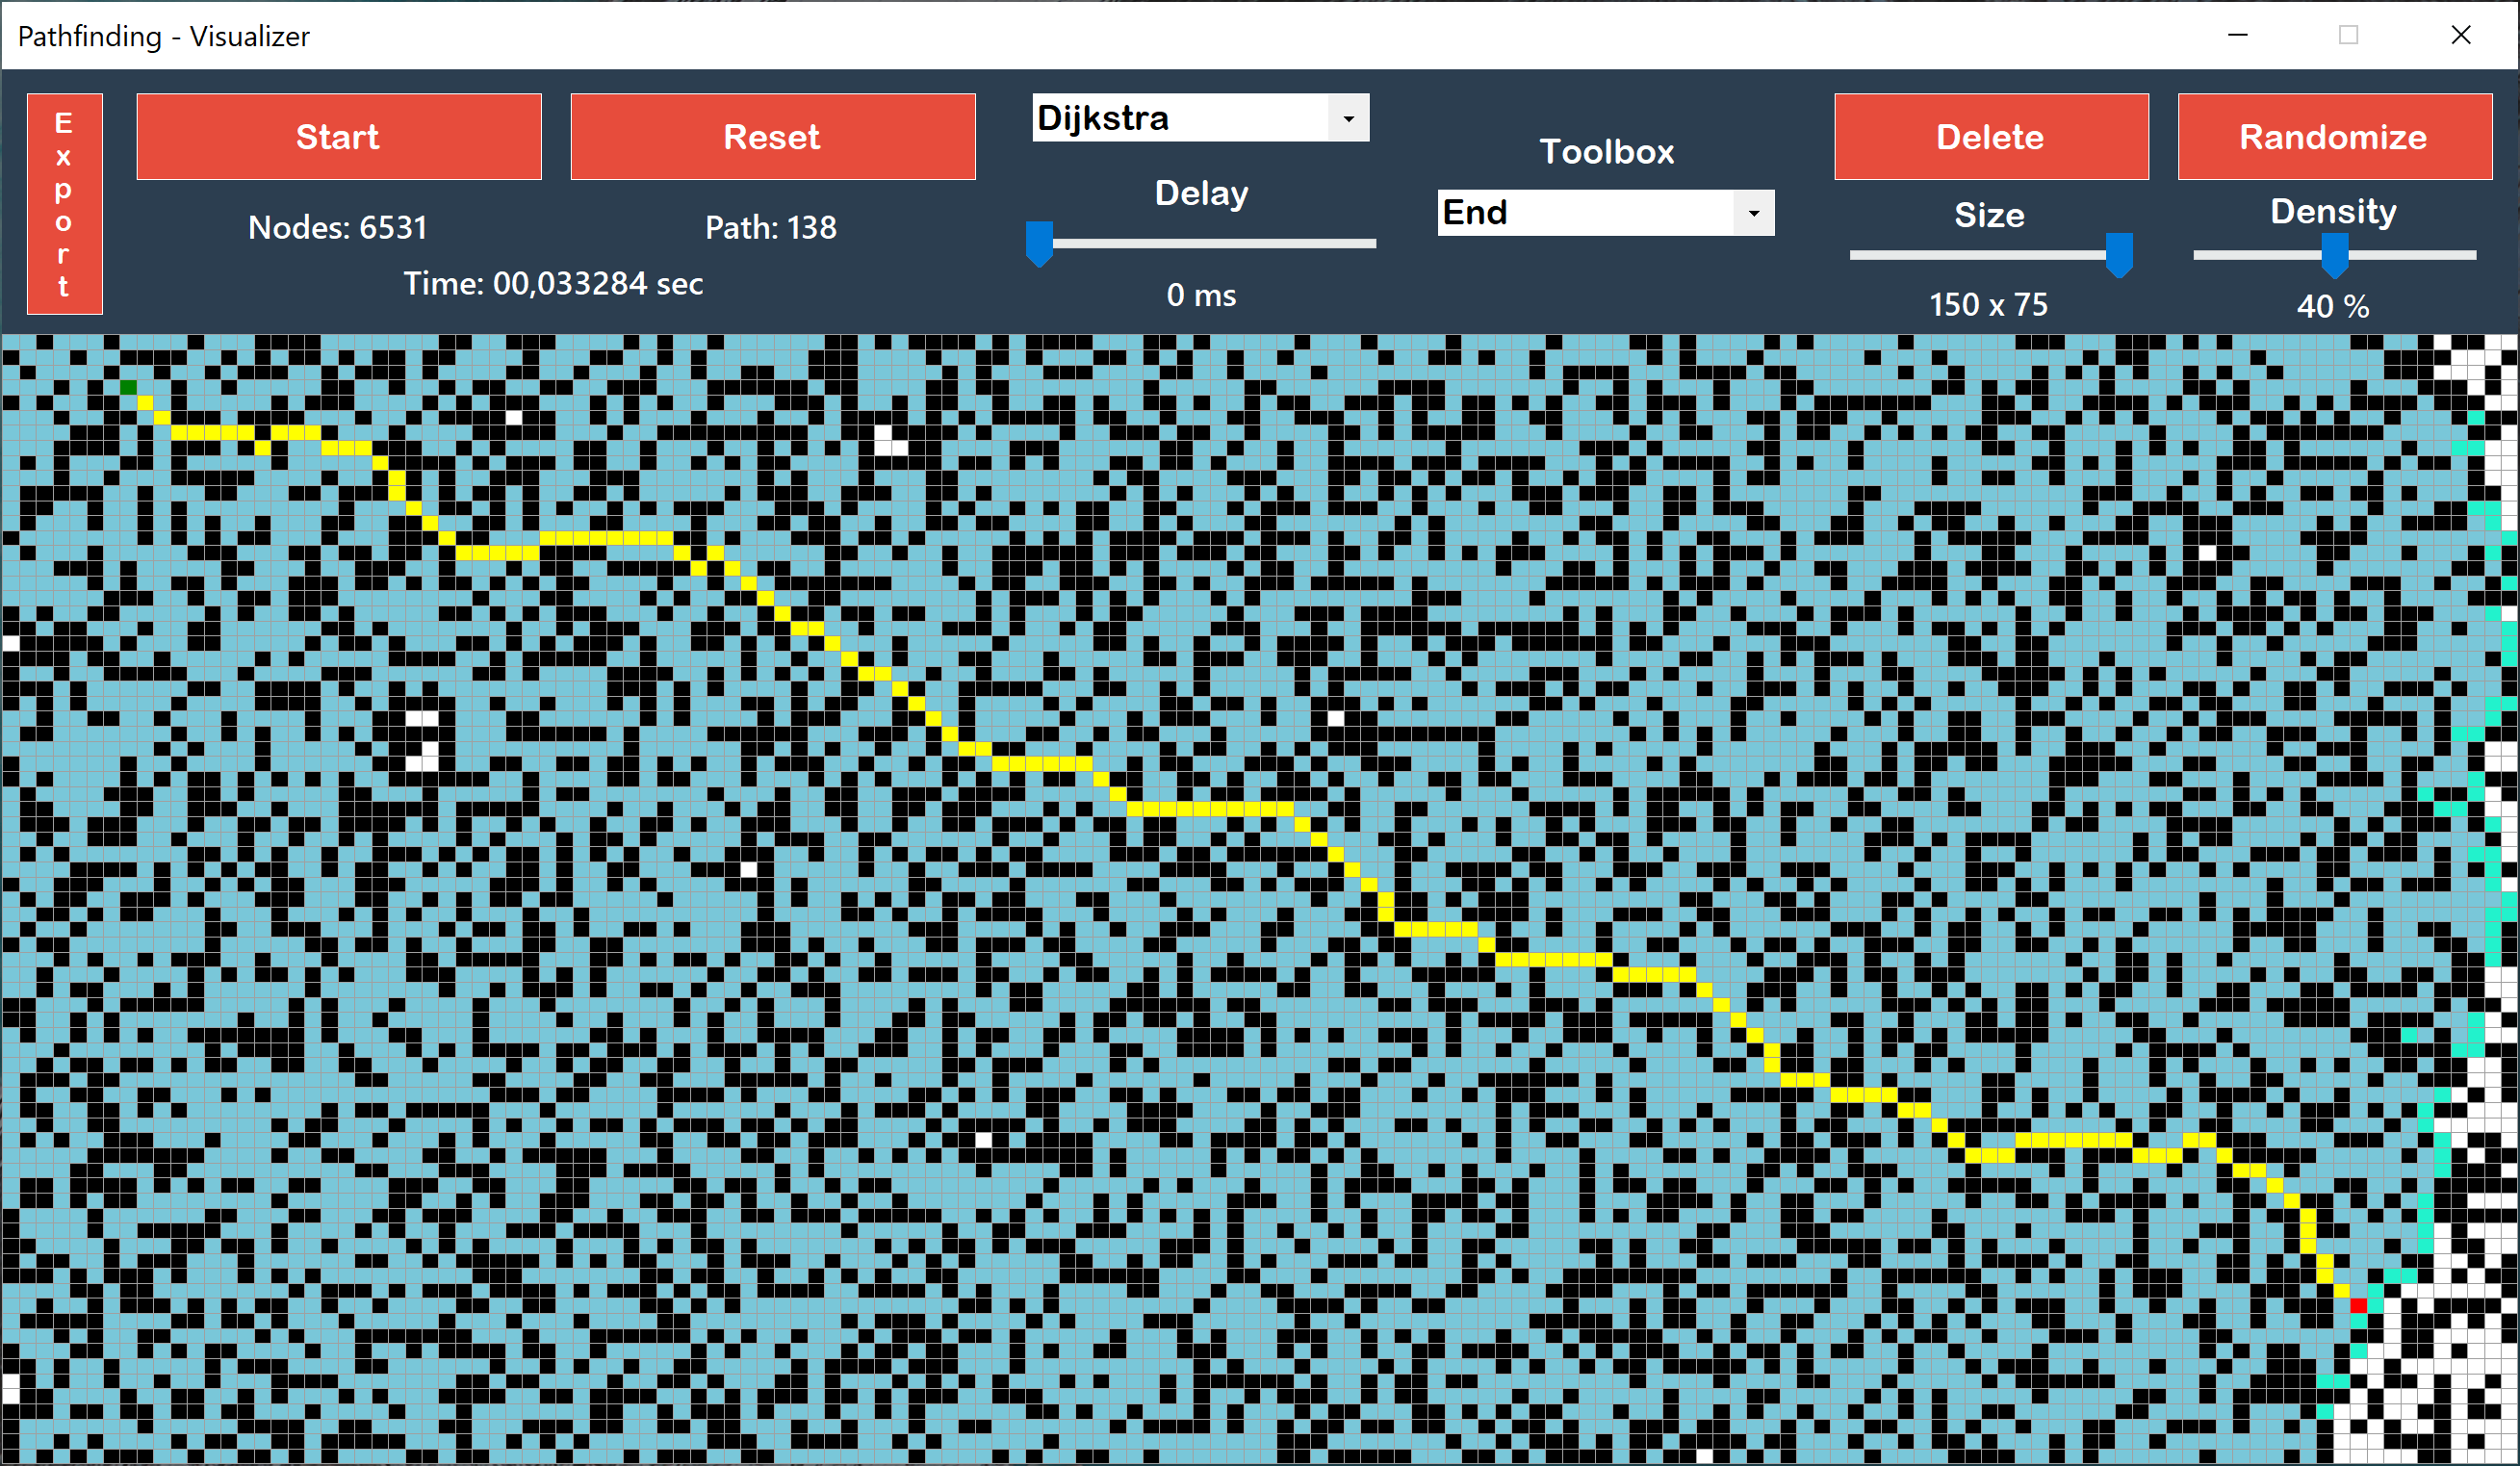 Pathfinding - Visualizer
Export
Start
Reset
Nodes: 6531
Path: 138
Time: 00,033284 sec
Dijkstra
Delay
0 ms
Toolbox
End
Delete
Randomize
Size
150 x 75
Density
40 %